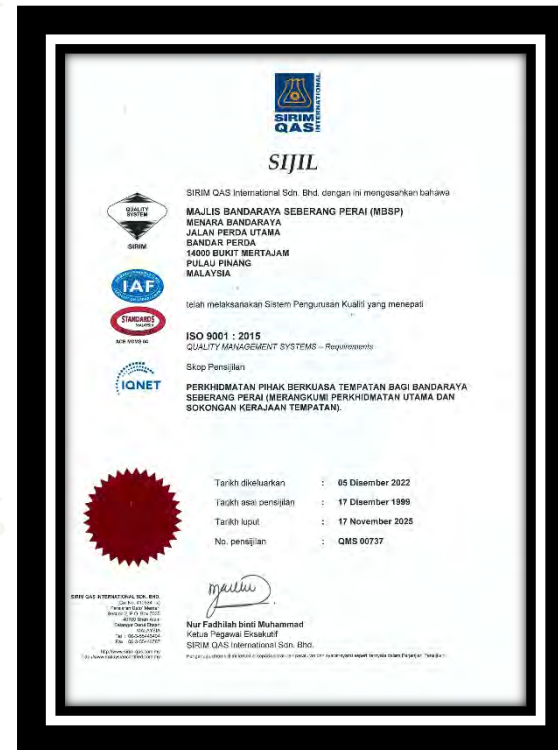 SIRIM
QAS
INTERNATIONAL
SIJIL
SIRIM QAS International Sdn. Bhd. dengan ini mengesahkan bahawa
QUALITY
SYSTEM
SIRIM
MAJLIS BANDARAYA SEBERANG PERAI (MBSP)
MENARA BANDARAYA
JALAN PERDA UTAMA
BANDAR PERDA
14000 BUKIT MERTAJAM
PULAU PINANG
MALAYSIA
IAF
telah melaksanakan Sistem Pengurusan Kualiti yang menepati
STANDARDS
MALAYSIA
ISO 9001 : 2015
QUALITY MANAGEMENT SYSTEMS – Requirements
Skop Pensijilan
IQNET
PERKHIDMATAN PIHAK BERKUASA TEMPATAN BAGI BANDARAYA
SEBERANG PERAI (MERANGKUMI PERKHIDMATAN UTAMA DAN
SOKONGAN KERAJAAN TEMPATAN).
Tarikh dikeluarkan : 05 Disember 2022
Tarikh asal pensijilan : 17 Disember 1999
Tarikh luput : 17 November 2025
No. pensijilan : QMS 00737
SIRIM QAS INTERNATIONAL SDN. BHD.
Nur Fadhilah binti Muhammad
Ketua Pegawai Eksekutif
SIRIM QAS International Sdn. Bhd.